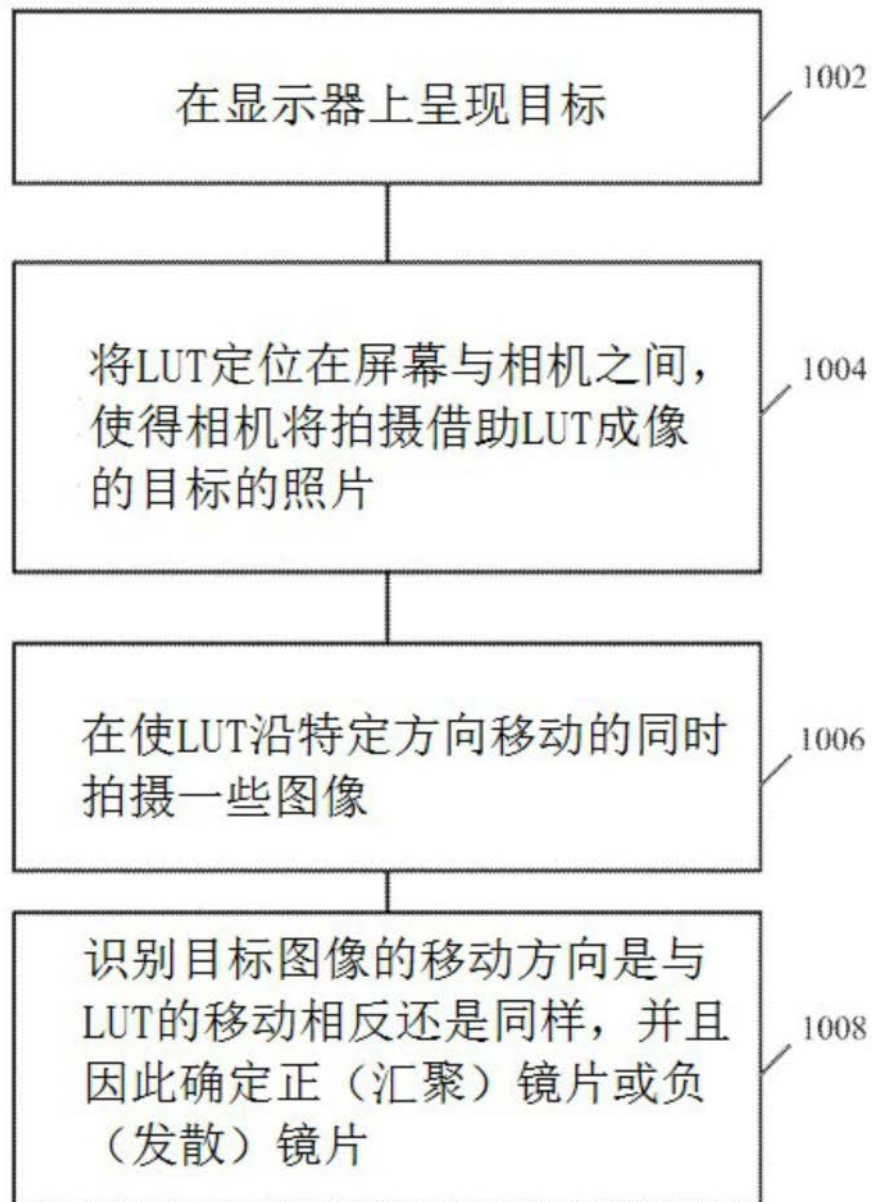 在显示器上呈现目标
1002
将LUT定位在屏幕与相机之间，
使得相机将拍摄借助LUT成像
的目标的照片
1004
在使LUT沿特定方向移动的同时
拍摄一些图像
1006
识别目标图像的移动方向是与
LUT的移动相反还是同样，并且
因此确定正（汇聚）镜片或负
（发散）镜片
1008